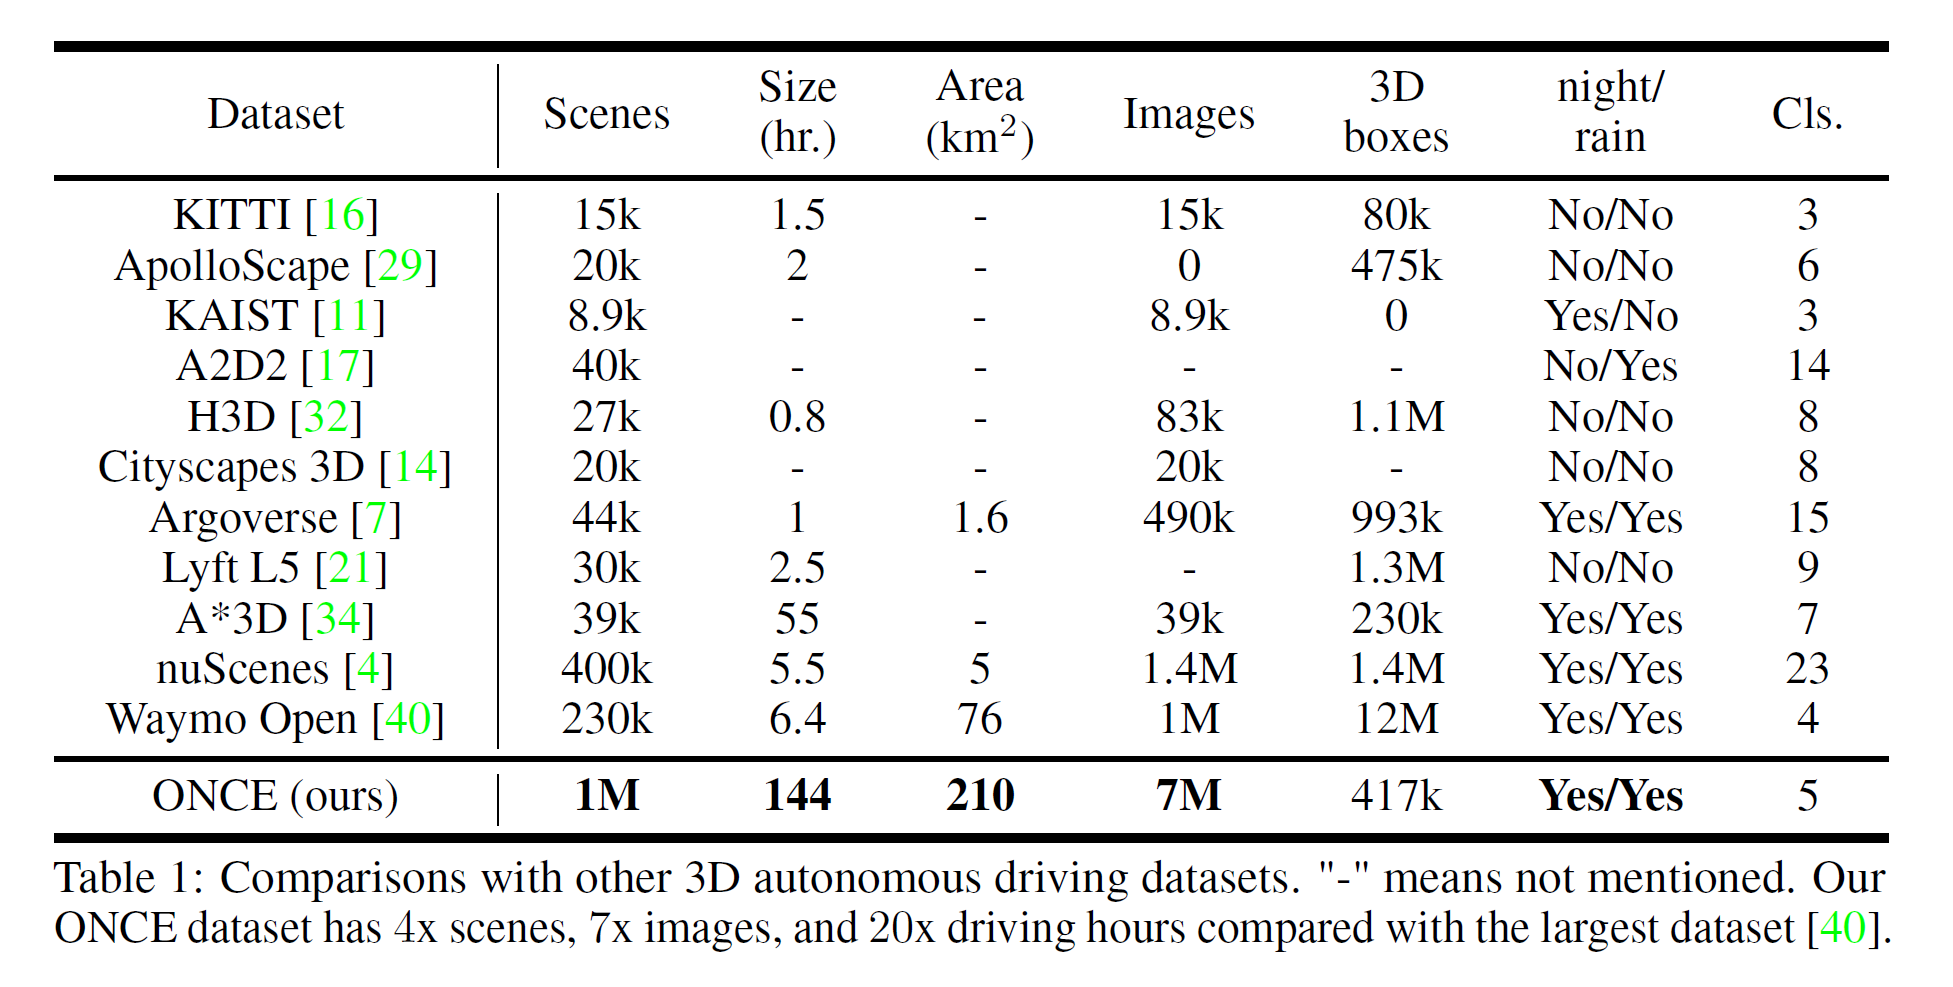 Dataset Scenes Size (hr.) Area (km²) Images 3D boxes night/ rain Cls.
KITTI [16] 15k 1.5 - 15k 80k No/No 3
ApolloScape [29] 20k 2 - 0 475k No/No 6
KAIST [11] 8.9k - - 8.9k 0 Yes/No 3
A2D2 [17] 40k - - - - No/Yes 14
H3D [32] 27k 0.8 - 83k 1.1M No/No 8
Cityscapes 3D [14] 20k - - 20k - No/No 8
Argoverse [7] 44k 1 1.6 490k 993k Yes/Yes 15
Lyft L5 [21] 30k 2.5 - - 1.3M No/No 9
A*3D [34] 39k 55 - 39k 230k Yes/Yes 7
nuScenes [4] 400k 5.5 5 1.4M 1.4M Yes/Yes 23
Waymo Open [40] 230k 6.4 76 1M 12M Yes/Yes 4
ONCE (ours) 1M 144 210 7M 417k Yes/Yes 5
Table 1: Comparisons with other 3D autonomous driving datasets. "-" means not mentioned. Our
ONCE dataset has 4x scenes, 7x images, and 20x driving hours compared with the largest dataset [40].